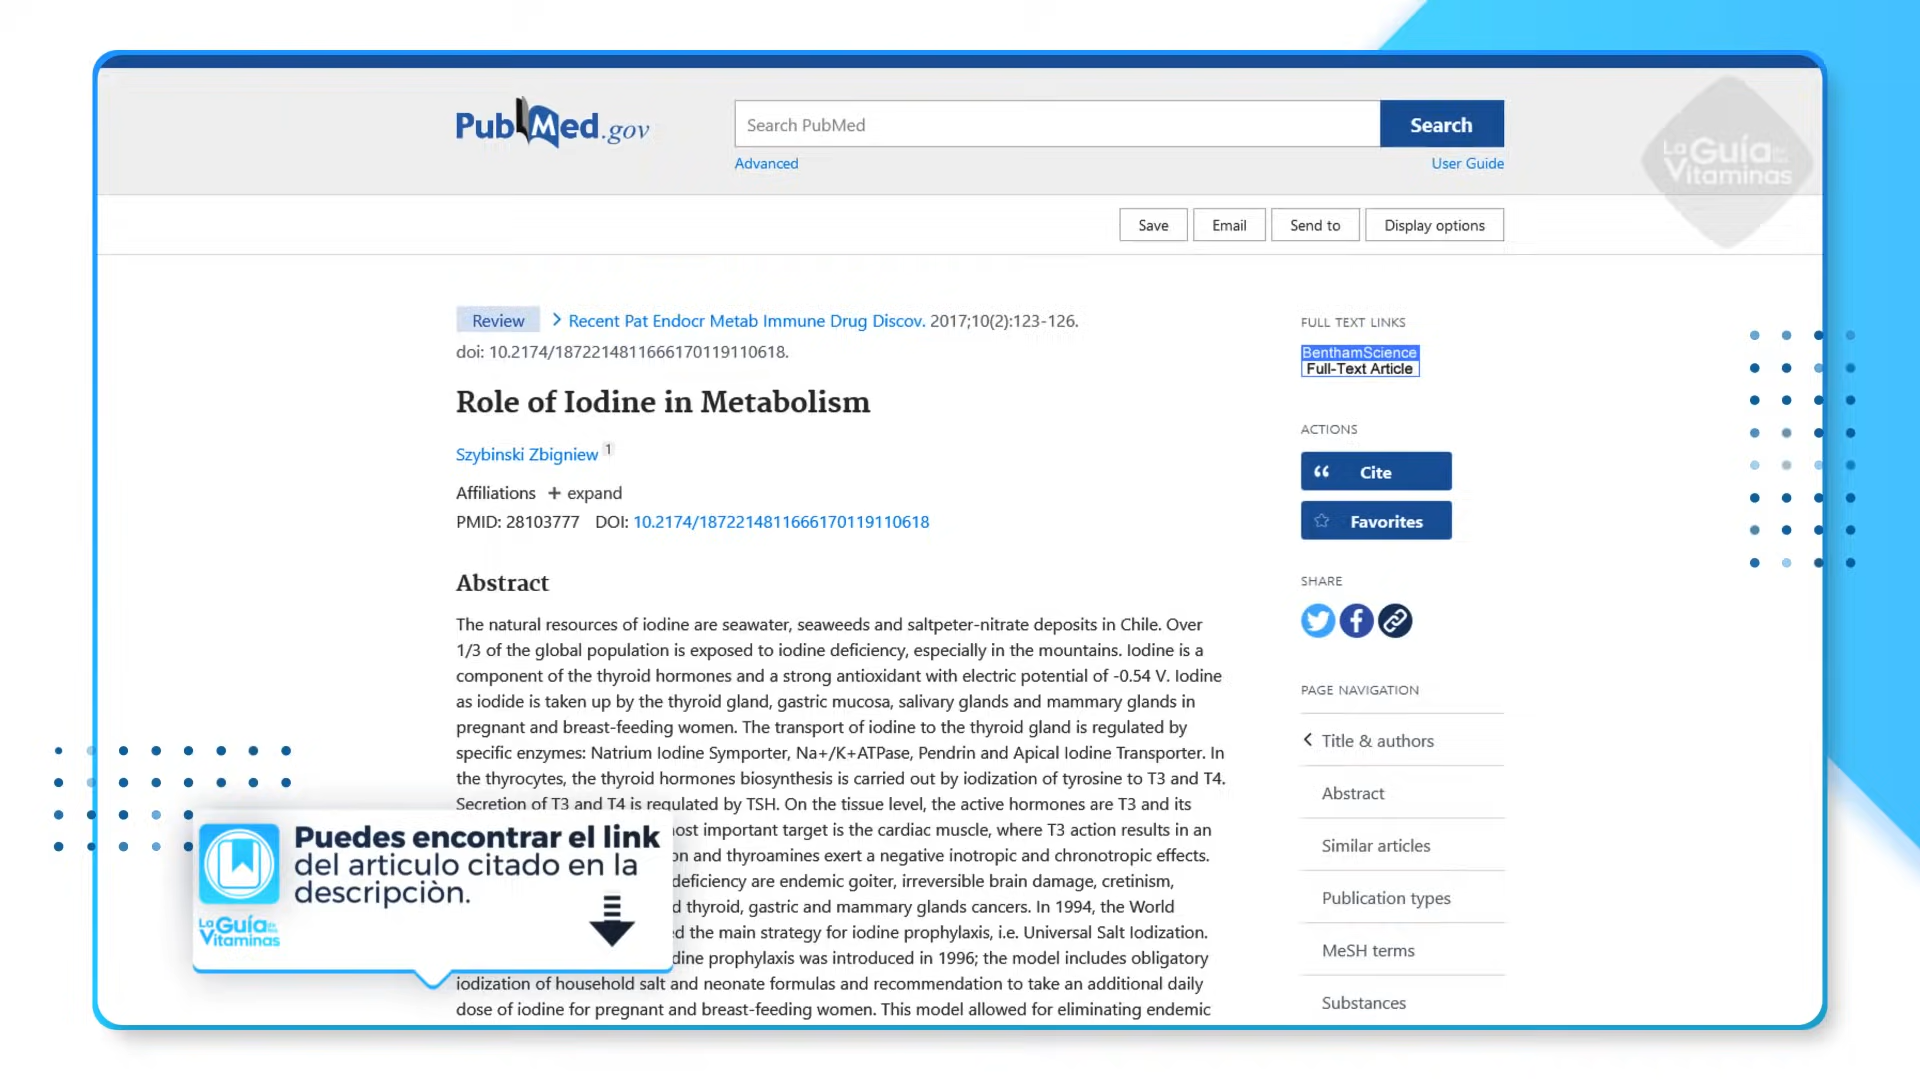 PubMed.gov
Search PubMed
Search
Advanced
User Guide
La Guía de las Vitaminas
Save
Email
Send to
Display options
Review
Recent Pat Endocr Metab Immune Drug Discov. 2017;10(2):123-126.
doi: 10.2174/1872214811666170119110618.
Role of Iodine in Metabolism
Szybinski Zbigniew 1
Affiliations + expand
PMID: 28103777 DOI: 10.2174/1872214811666170119110618
Abstract
The natural resources of iodine are seawater, seaweeds and saltpeter-nitrate deposits in Chile. Over
1/3 of the global population is exposed to iodine deficiency, especially in the mountains. Iodine is a
component of the thyroid hormones and a strong antioxidant with electric potential of -0.54 V. Iodine
as iodide is taken up by the thyroid gland, gastric mucosa, salivary glands and mammary glands in
pregnant and breast-feeding women. The transport of iodine to the thyroid gland is regulated by
specific enzymes: Natrium Iodine Symporter, Na+/K+ATPase, Pendrin and Apical Iodine Transporter. In
the thyrocytes, the thyroid hormones biosynthesis is carried out by iodization of tyrosine to T3 and T4.
Secretion of T3 and T4 is regulated by TSH. On the tissue level, the active hormones are T3 and its
important target is the cardiac muscle, where T3 action results in an
and thyroamines exert a negative inotropic and chronotropic effects.
deficiency are endemic goiter, irreversible brain damage, cretinism,
thyroid, gastric and mammary glands cancers. In 1994, the World
the main strategy for iodine prophylaxis, i.e. Universal Salt Iodization.
prophylaxis was introduced in 1996; the model includes obligatory
iodization of household salt and neonate formulas and recommendation to take an additional daily
dose of iodine for pregnant and breast-feeding women. This model allowed for eliminating endemic
FULL TEXT LINKS
BenthamScience
Full-Text Article
ACTIONS
Cite
Favorites
SHARE
PAGE NAVIGATION
Title & authors
Abstract
Similar articles
Publication types
MeSH terms
Substances
Puedes encontrar el link
del articulo citado en la
descripciòn.
La Guía de las Vitaminas